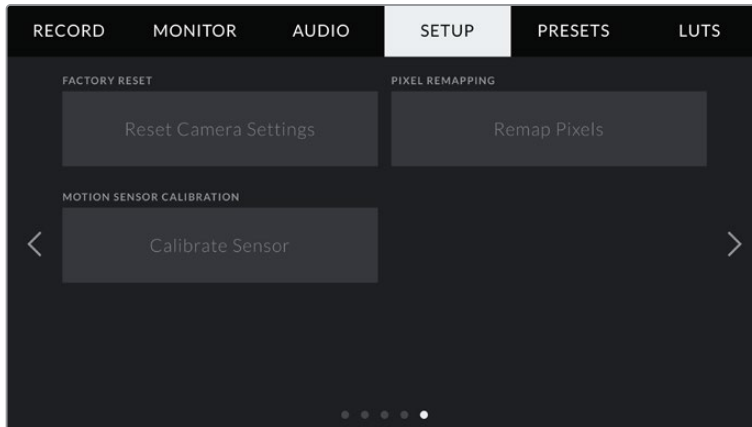 RECORD MONITOR AUDIO SETUP PRESETS LUTS
FACTORY RESET PIXEL REMAPPING
Reset Camera Settings Remap Pixels
MOTION SENSOR CALIBRATION
Calibrate Sensor